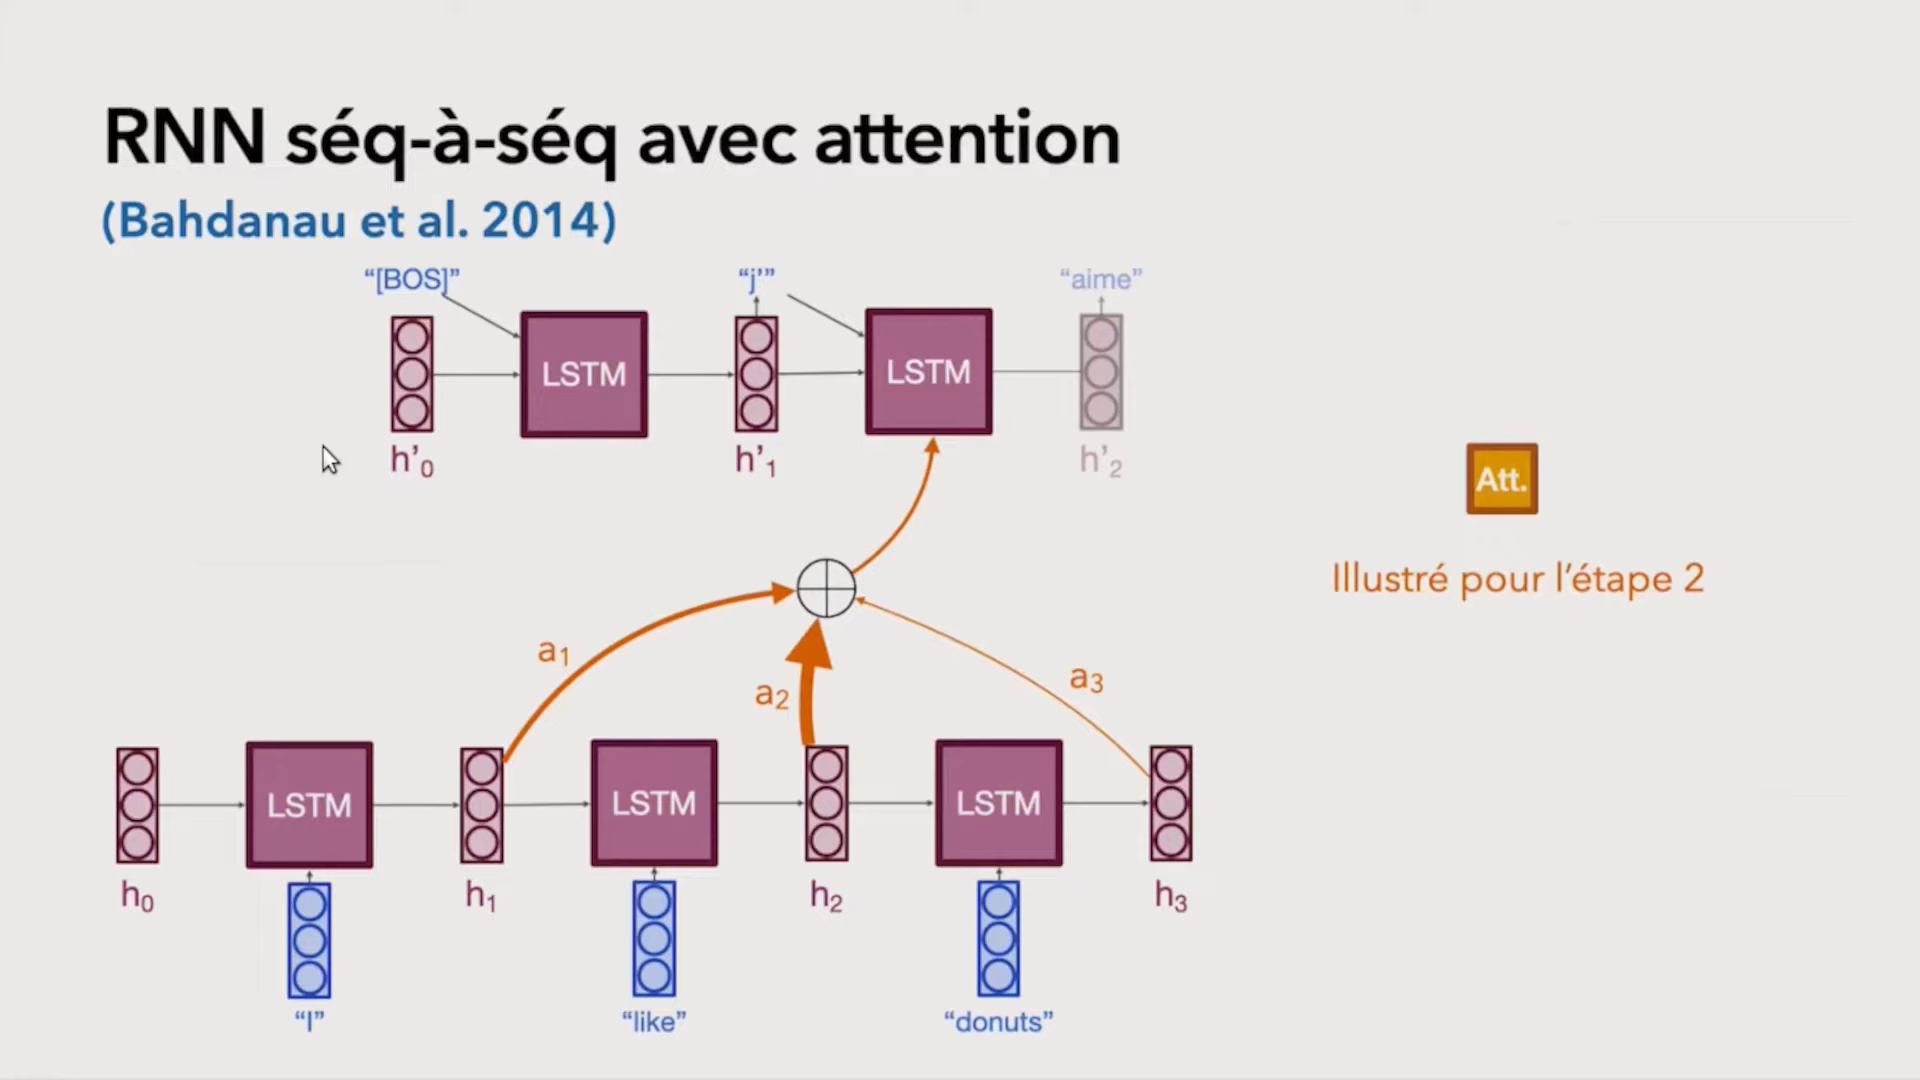 RNN séq-à-séq avec attention
(Bahdanau et al. 2014)
“[BOS]” “j’” “aime”
LSTM LSTM
h’0 h’1 h’2
Att.
Illustré pour l’étape 2
a1 a2 a3
LSTM LSTM LSTM
h0 h1 h2 h3
“I” “like” “donuts”